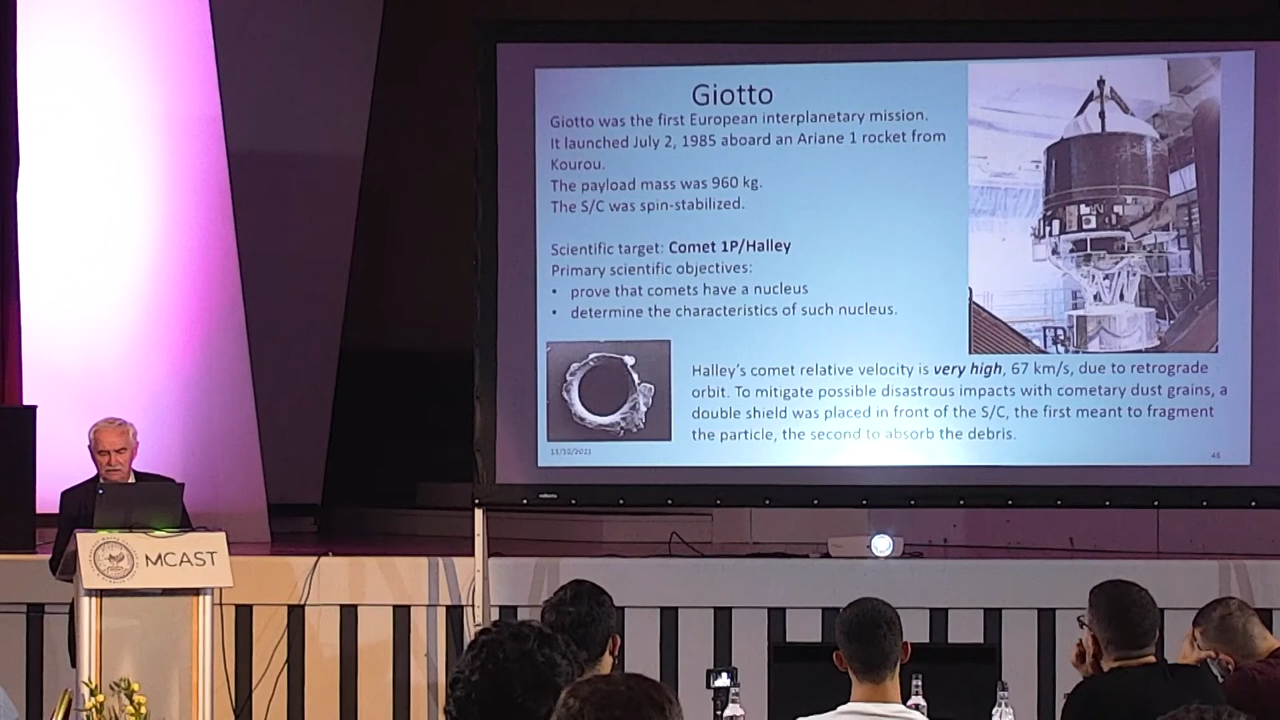 Giotto
Giotto was the first European interplanetary mission.
It launched July 2, 1985 aboard an Ariane 1 rocket from
Kourou.
The payload mass was 960 kg.
The S/C was spin-stabilized.
Scientific target: Comet 1P/Halley
Primary scientific objectives:
• prove that comets have a nucleus
• determine the characteristics of such nucleus.
Halley's comet relative velocity is very high, 67 km/s, due to retrograde
orbit. To mitigate possible disastrous impacts with cometary dust grains, a
double shield was placed in front of the S/C, the first meant to fragment
the particle, the second to absorb the debris.
11/10/2021
46
MCAST